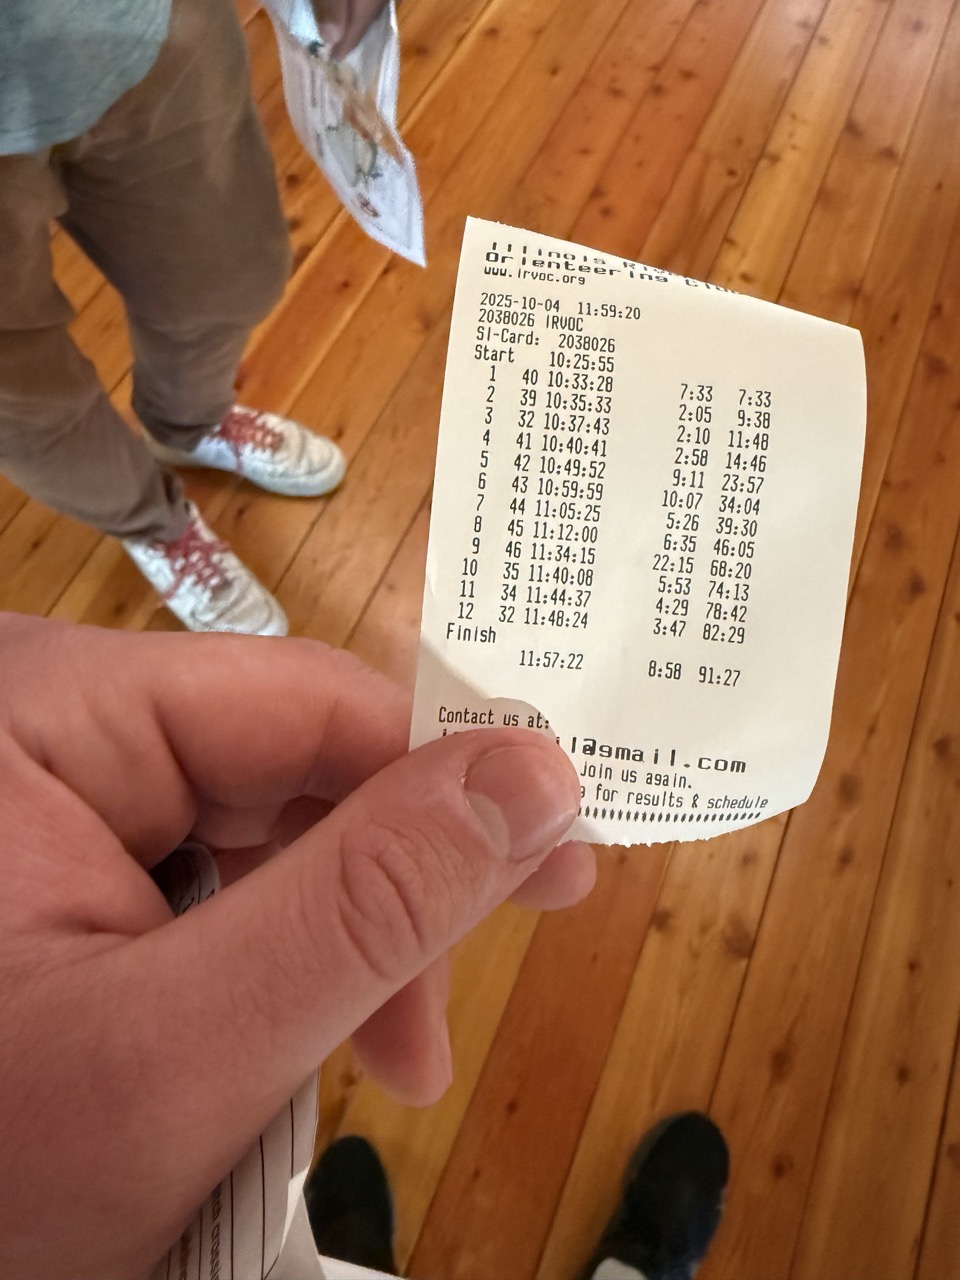 Illinois
Orienteering Club
www.irvoc.org
2025-10-04 11:59:20
2038026 IRVOC
SI-Card: 2038026
Start 10:25:55
1 40 10:33:28 7:33 7:33
2 39 10:35:33 2:05 9:38
3 32 10:37:43 2:10 11:48
4 41 10:40:41 2:58 14:46
5 42 10:49:52 9:11 23:57
6 43 10:59:59 10:07 34:04
7 44 11:05:25 5:26 39:30
8 45 11:12:00 6:35 46:05
9 46 11:34:15 22:15 68:20
10 35 11:40:08 5:53 74:13
11 34 11:44:37 4:29 78:42
12 32 11:48:24 3:47 82:29
Finish
11:57:22 8:58 91:27
Contact us at:
l@gmail.com
join us again.
for results & schedule